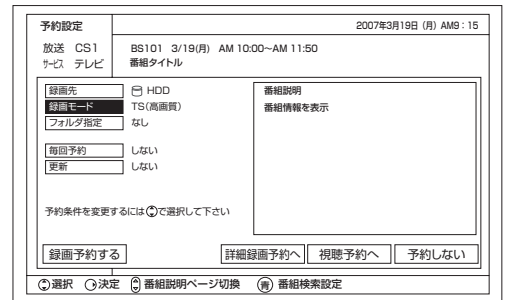 予約設定 2007年3月19日 (月) AM9：15
放送 CS1 BS101 3/19(月) AM 10:00~AM 11:50
サービス テレビ 番組タイトル
録画先 HDD
録画モード TS(高画質)
フォルダ指定 なし
毎回予約 しない
更新 しない
予約条件を変更するにはで選択して下さい
番組説明
番組情報を表示
録画予約する 詳細録画予約へ 視聴予約へ 予約しない
選択 決定 番組説明ページ切換 青 番組検索設定